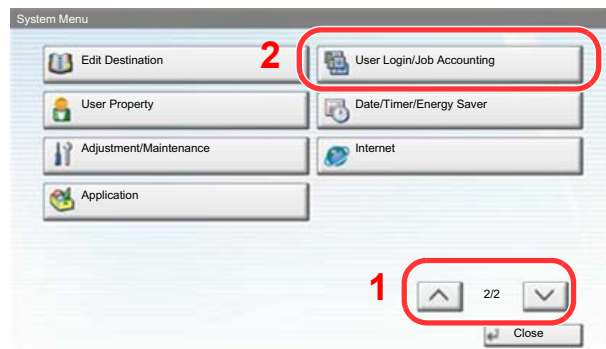 System Menu
Edit Destination
2
User Login/Job Accounting
User Property
Date/Timer/Energy Saver
Adjustment/Maintenance
Internet
Application
1
2/2
Close